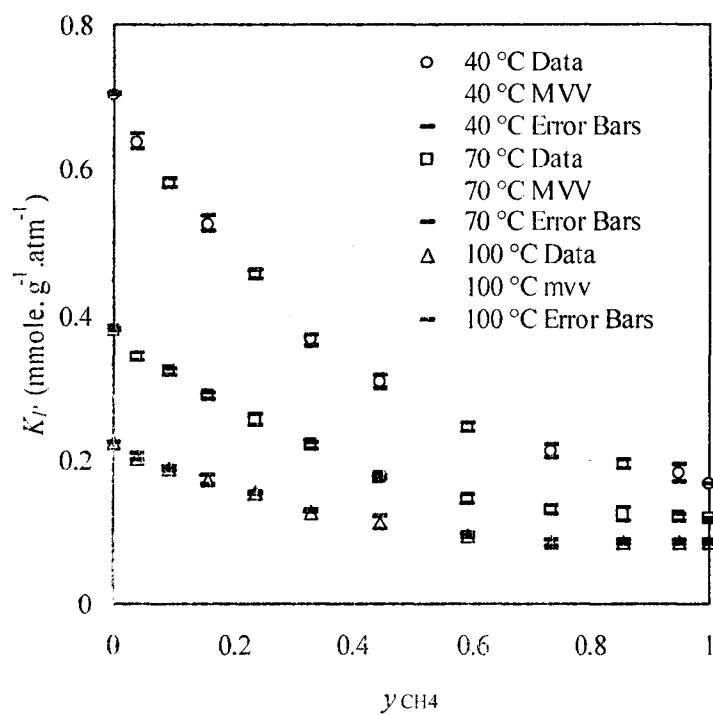 0.8
0.6
0.4
0.2
0
0
0.2
0.4
0.6
0.8
1
K_P (mmole. g⁻¹.atm⁻¹)
y CH4
40 °C Data
40 °C MVV
40 °C Error Bars
70 °C Data
70 °C MVV
70 °C Error Bars
100 °C Data
100 °C mvv
100 °C Error Bars